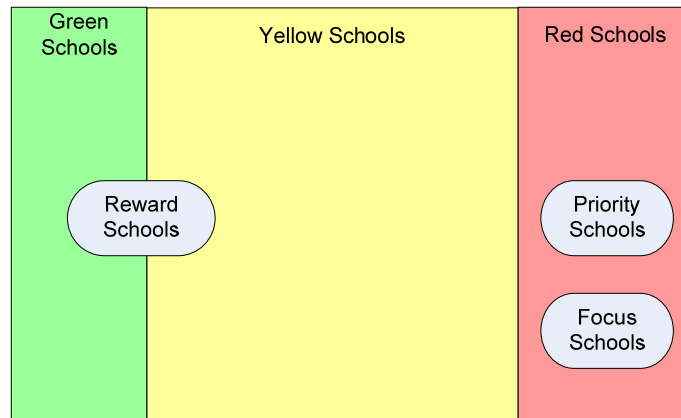 Green
Schools
Yellow Schools
Red Schools
Reward
Schools
Priority
Schools
Focus
Schools